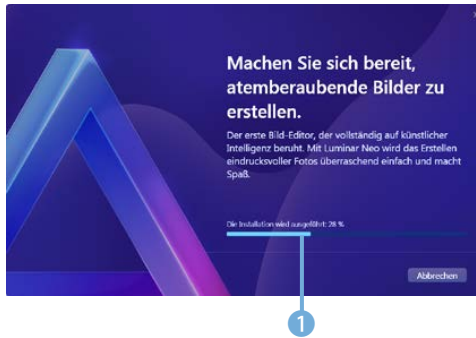 Machen Sie sich bereit,
atemberaubende Bilder zu
erstellen.
Der erste Bild-Editor, der vollständig auf künstlicher
Intelligenz beruht. Mit Luminar Neo wird das Erstellen
eindrucksvoller Fotos überraschend einfach und macht
Spaß.
Die Installation wird ausgeführt: 28 %
Abbrechen
1